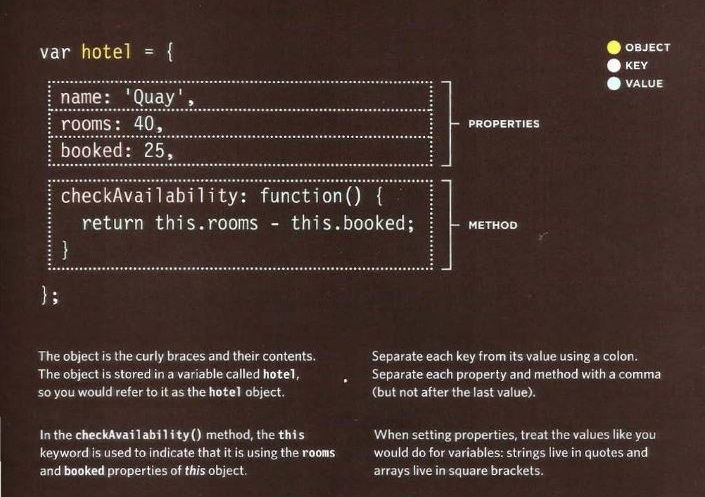 var hotel = {
OBJECT
KEY
VALUE
name: 'Quay',
rooms: 40,
booked: 25,
PROPERTIES
checkAvailability: function() {
return this.rooms - this.booked;
}
METHOD
};
The object is the curly braces and their contents.
The object is stored in a variable called hotel,
so you would refer to it as the hotel object.
Separate each key from its value using a colon.
Separate each property and method with a comma
(but not after the last value).
In the checkAvailability() method, the this
keyword is used to indicate that it is using the rooms
and booked properties of this object.
When setting properties, treat the values like you
would do for variables: strings live in quotes and
arrays live in square brackets.